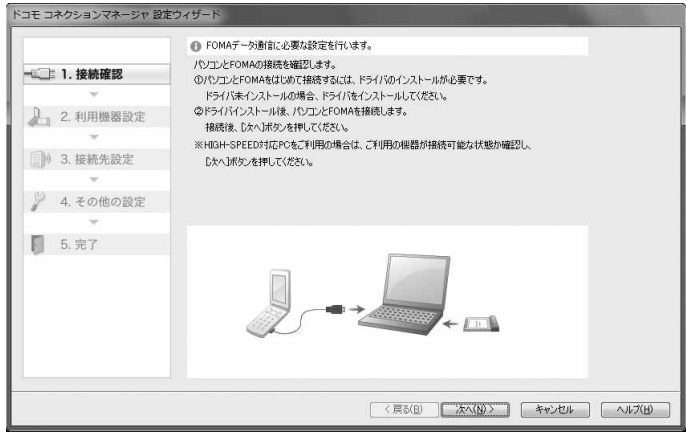 ドコモ コネクションマネージャ 設定ウィザード
1. 接続確認
2. 利用機器設定
3. 接続先設定
4. その他の設定
5. 完了
FOMAデータ通信に必要な設定を行います。
パソコンとFOMAの接続を確認します。
①パソコンとFOMAをはじめて接続するには、ドライバのインストールが必要です。
ドライバ未インストールの場合、ドライバをインストールしてください。
②ドライバインストール後、パソコンとFOMAを接続します。
接続後、[次へ]ボタンを押してください。
※HIGH-SPEED対応PCをご利用の場合は、ご利用の機器が接続可能な状態か確認し、
[次へ]ボタンを押してください。
< 戻る(B)
次へ(N) >
キャンセル
ヘルプ(H)